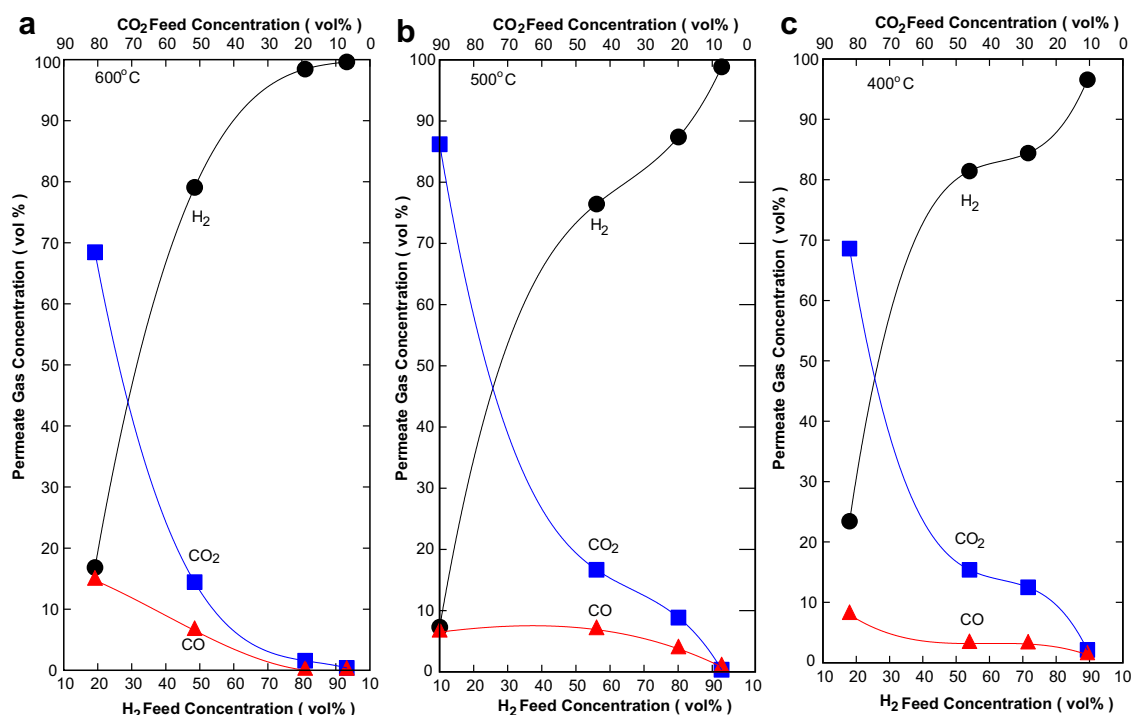 a
CO2 Feed Concentration ( vol%)
90 80 70 60 50 40 30 20 10 0
600°C
100
90
80
70
60
50
40
30
20
10
0
Permeate Gas Concentration ( vol %)
H2
CO2
CO
10 20 30 40 50 60 70 80 90 10
H2 Feed Concentration ( vol%)
b
CO2 Feed Concentration ( vol%)
90 80 70 60 50 40 30 20 10 0
500°C
100
90
80
70
60
50
40
30
20
10
0
Permeate Gas Concentration ( vol %)
H2
CO2
CO
10 20 30 40 50 60 70 80 90 10
H2 Feed Concentration ( vol%)
c
CO2 Feed Concentration ( vol%)
90 80 70 60 50 40 30 20 10 0
400°C
100
90
80
70
60
50
40
30
20
10
0
Permeate Gas Concentration ( vol %)
H2
CO2
CO
10 20 30 40 50 60 70 80 90 10
H2 Feed Concentration ( vol%)